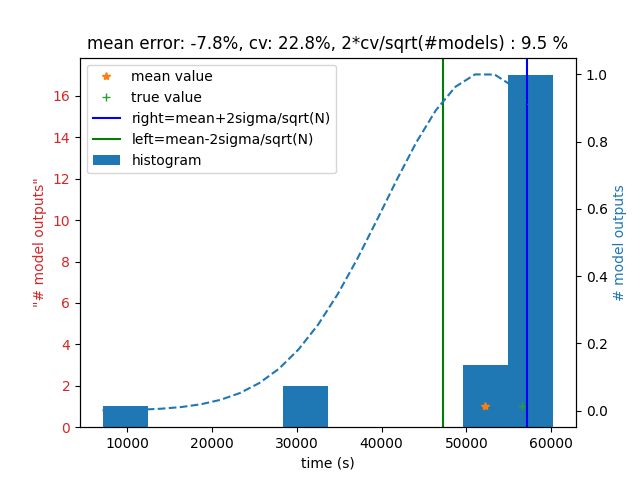 mean error: -7.8%, cv: 22.8%, 2*cv/sqrt(#models) : 9.5 %
mean value
true value
right=mean+2sigma/sqrt(N)
left=mean-2sigma/sqrt(N)
histogram
16
14
12
10
8
6
4
2
0
"# model outputs"
1.0
0.8
0.6
0.4
0.2
0.0
# model outputs
10000 20000 30000 40000 50000 60000
time (s)